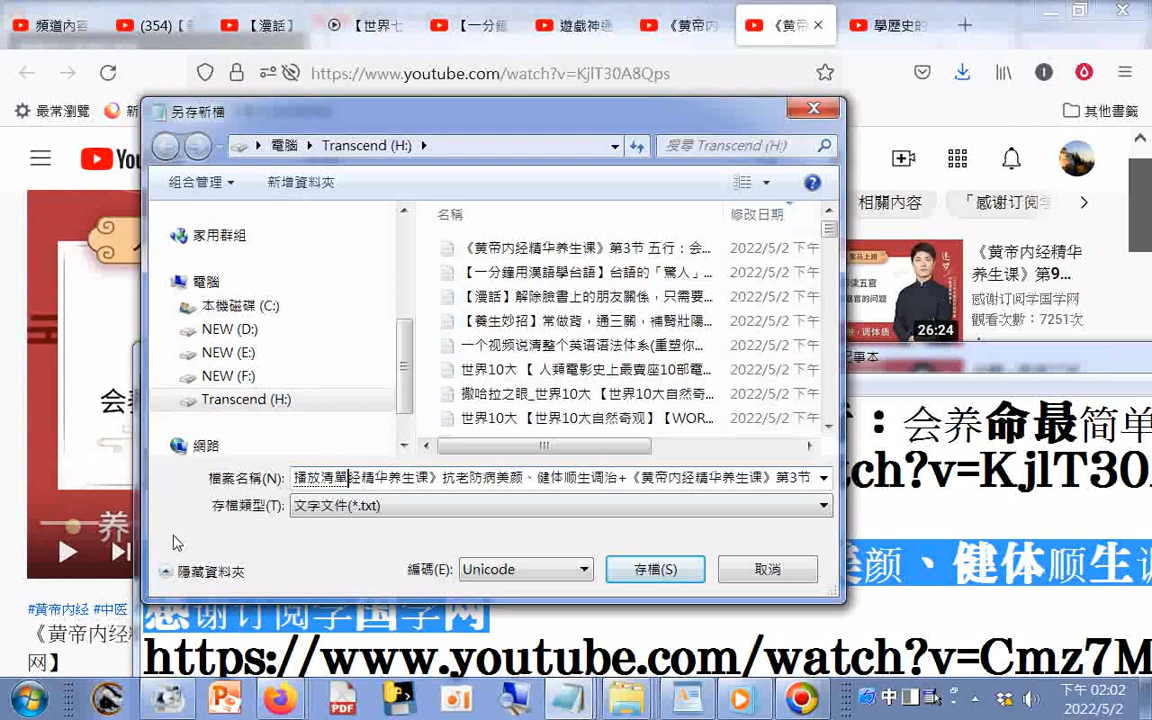 頻道內容
(354)【
【漫話】
【世界七
【一分鐘
遊戲神通
《黃帝内
《黃帝
學歷史的
https://www.youtube.com/watch?v=KjlT30A8Qps
最常瀏覽
新
其他書籤
另存新檔
電腦 Transcend (H:)
搜尋 Transcend (H:)
組合管理
新增資料夾
相關內容
「感谢订阅学
家用群組
電腦
本機磁碟 (C:)
NEW (D:)
NEW (E:)
NEW (F:)
Transcend (H:)
網路
名稱
修改日期
《黄帝内经精华养生课》第3节 五行：会...
2022/5/2 下午
【一分鐘用漢語學台語】台語的「驚人」...
2022/5/2 下午
【漫話】解除臉書上的朋友關係，只需要...
2022/5/2 下午
【養生妙招】常做背，通三關，補腎壯陽...
2022/5/2 下午
一个视频说清整个英语语法体系(重塑你...
2022/5/2 下午
世界10大 【 人類電影史上最賣座10部電...
2022/5/2 下午
撒哈拉之眼_世界10大 【世界10大自然奇...
2022/5/2 下午
世界10大 【世界10大自然奇观】【WOR...
2022/5/2 下午
《黄帝内经精华
养生课》第9...
感谢订阅学国学网
觀看次數：7251次
26:24
記事本
檔案名稱(N):
播放清單经精华养生课》抗老防病美颜、健体顺生调治+《黄帝内经精华养生课》第3节
存檔類型(T):
文字文件(*.txt)
隱藏資料夾
編碼(E):
Unicode
存檔(S)
取消
：会养命最简单
tch?v=KjlT30
美颜、健体顺生调
感谢订阅学国学网
https://www.youtube.com/watch?v=Cmz7M
会养
养
#黄帝内经 #中医
《黄帝内经精
网】
中
下午 02:02
2022/5/2